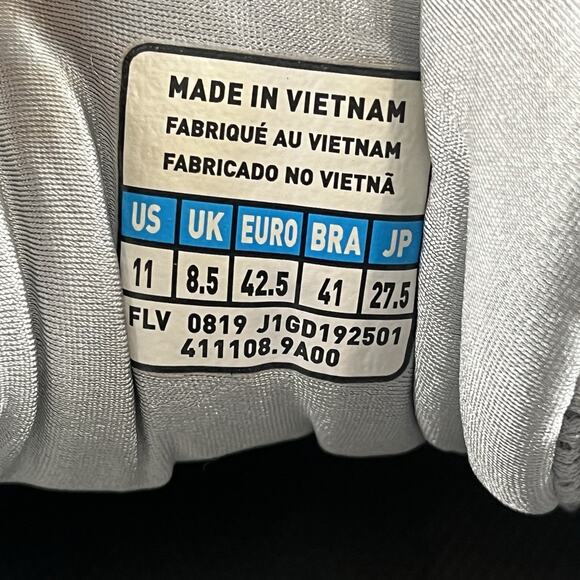 MADE IN VIETNAM
FABRIQUÉ AU VIETNAM
FABRICADO NO VIETNÃ
US UK EURO BRA JP
11 8.5 42.5 41 27.5
FLV 0819 J1GD192501
411108.9A00